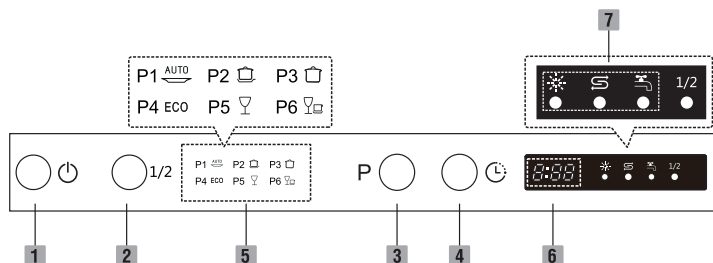 7
P1 AUTO P2 P3
1/2
P4 ECO P5 P6
1/2 P1 AUTO P2 P3 P 8:88 1/2
P4 ECO P5 P6
1 2 5 3 4 6